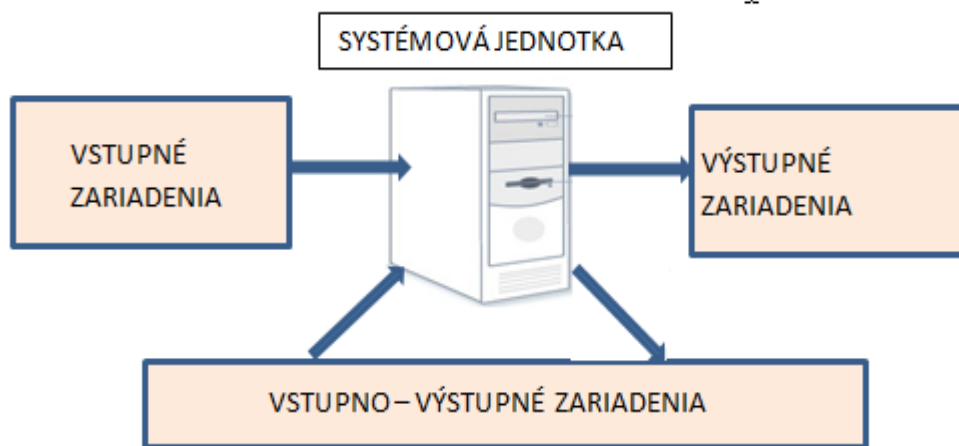 SYSTÉMOVÁ JEDNOTKA
VSTUPNÉ
ZARIADENIA
VÝSTUPNÉ
ZARIADENIA
VSTUPNO – VÝSTUPNÉ ZARIADENIA